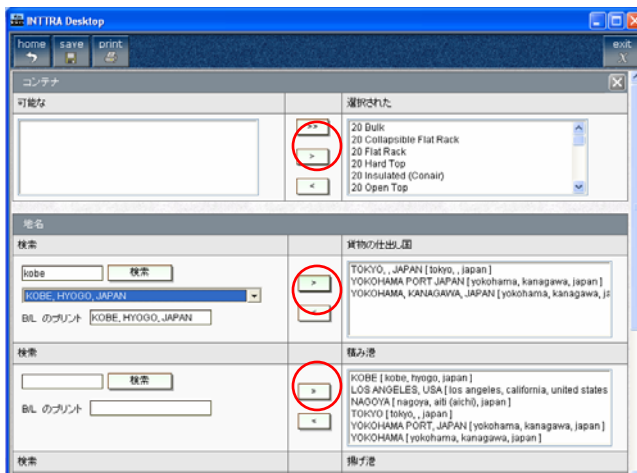 INTTRA Desktop
home save print exit
コンテナ
可能な 選択された
>>
>
<
20 Bulk
20 Collapsible Flat Rack
20 Flat Rack
20 Hard Top
20 Insulated (Conair)
20 Open Top
地名
検索 貨物の仕出し国
kobe 検索
KOBE, HYOGO, JAPAN
B/L のプリント KOBE, HYOGO, JAPAN
>
<
TOKYO, , JAPAN [ tokyo, , japan ]
YOKOHAMA PORT JAPAN [ yokohama, kanagawa, japan ]
YOKOHAMA, KANAGAWA, JAPAN [ yokohama, kanagawa, ja
検索 積み港
検索
B/L のプリント
>
<
KOBE [ kobe, hyogo, japan ]
LOS ANGELES, USA [ los angeles, california, united states
NAGOYA [ nagoya, aiti (aichi), japan ]
TOKYO [ tokyo, , japan ]
YOKOHAMA PORT, JAPAN [ yokohama, kanagawa, japan ]
YOKOHAMA [ yokohama, kanagawa, japan ]
検索 揚げ港